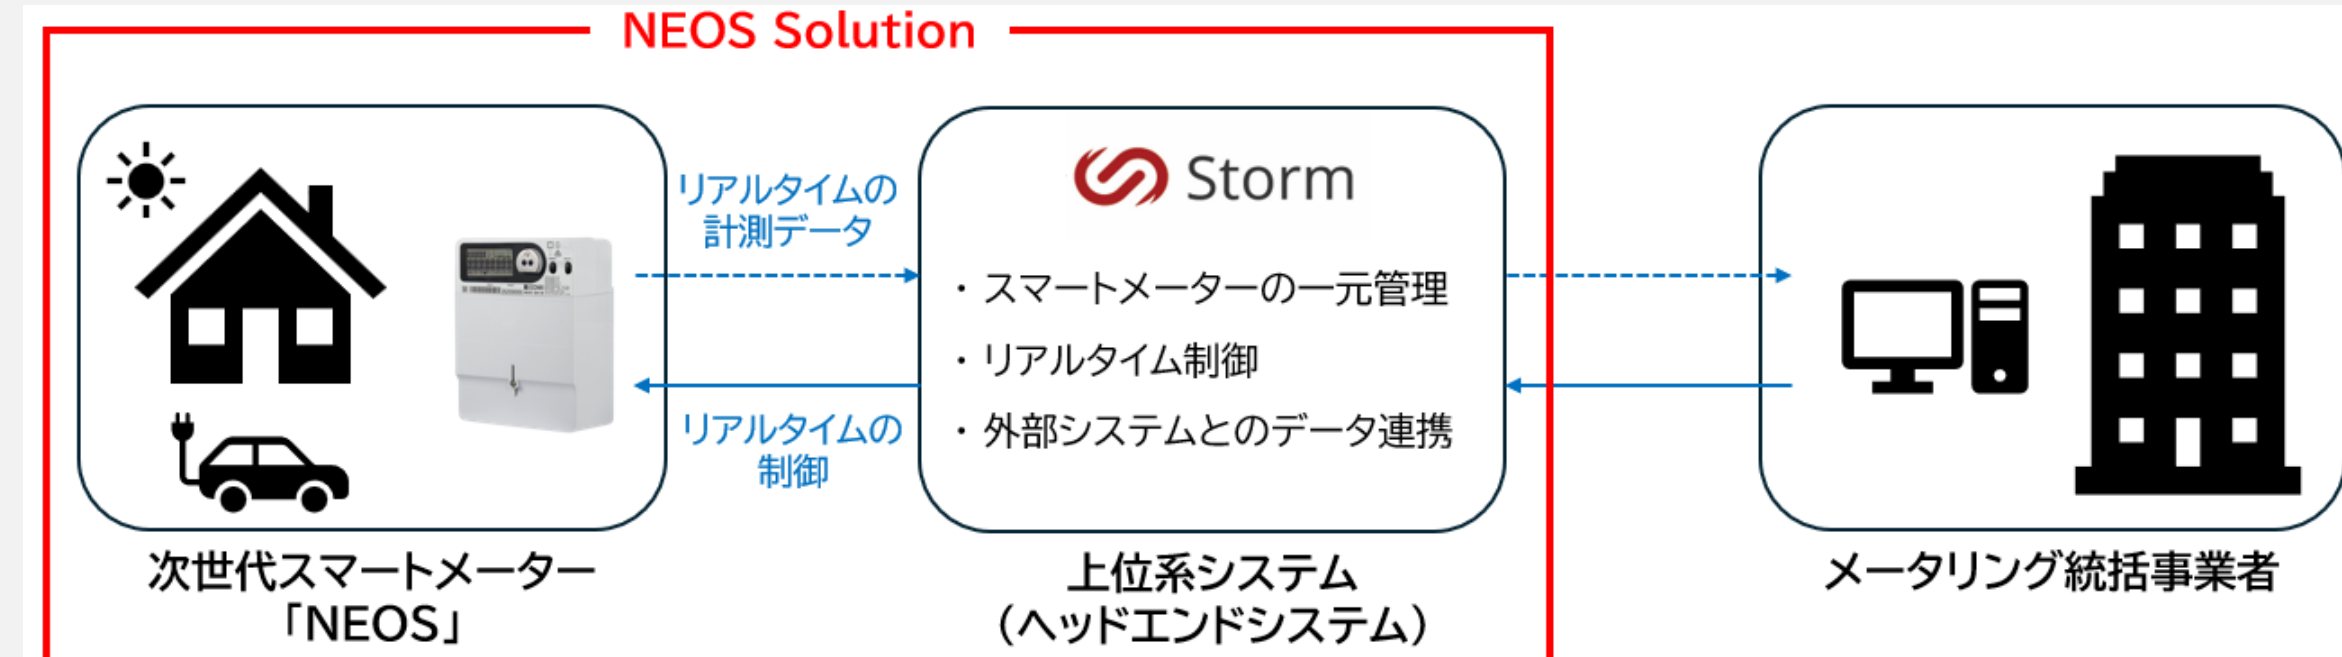 NEOS Solution
リアルタイムの
計測データ
リアルタイムの
制御
Storm
・スマートメーターの一元管理
・リアルタイム制御
・外部システムとのデータ連携
次世代スマートメーター
「NEOS」
上位系システム
（ヘッドエンドシステム）
メータリング統括事業者